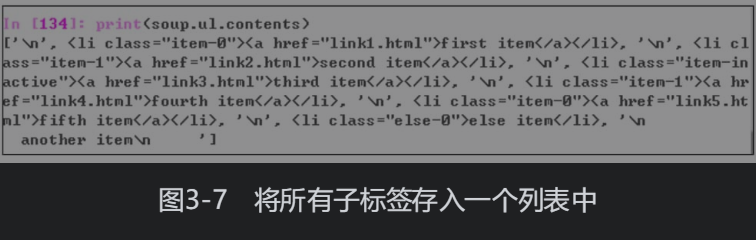 In [134]: print(soup.ul.contents)
['\n', <li class="item-0"><a href="link1.html">first item</a></li>, '\n', <li cl
ass="item-1"><a href="link2.html">second item</a></li>, '\n', <li class="item-in
active"><a href="link3.html">third item</a></li>, '\n', <li class="item-1"><a hr
ef="link4.html">fourth item</a></li>, '\n', <li class="item-0"><a href="link5.ht
ml">fifth item</a></li>, '\n', <li class="else-0">else item</li>, '\n
another item\n     ']
图3-7 将所有子标签存入一个列表中